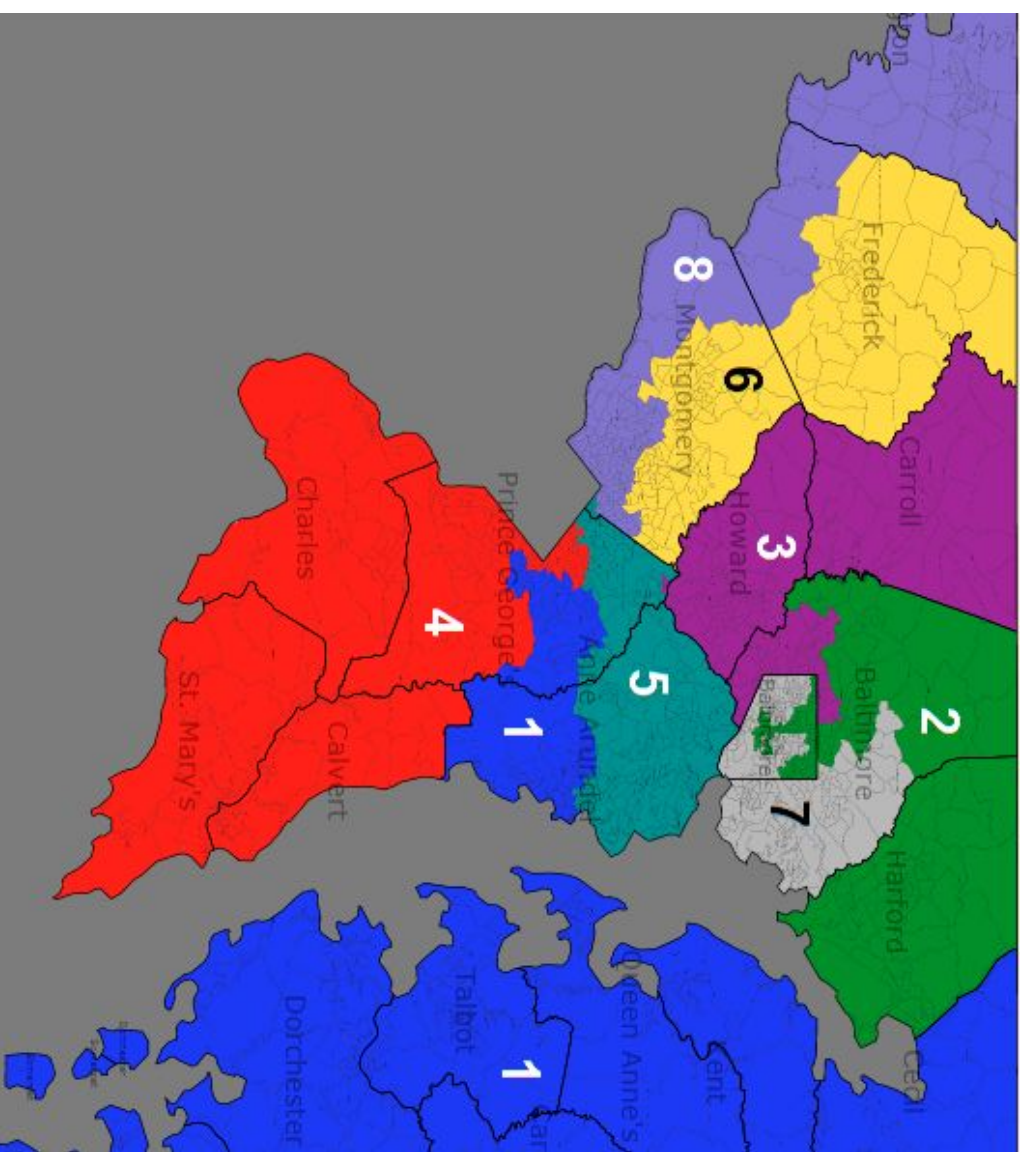 gton
Frederick
Carroll
2
Cecil
Harford
Baltimore
7
3
6
Howard
Kent
8
Montgomery
5
Queen Anne's
Anne Arundel
1
1
Prince George'
Talbot
4
Calvert
Charles
Dorchester
St. Mary's